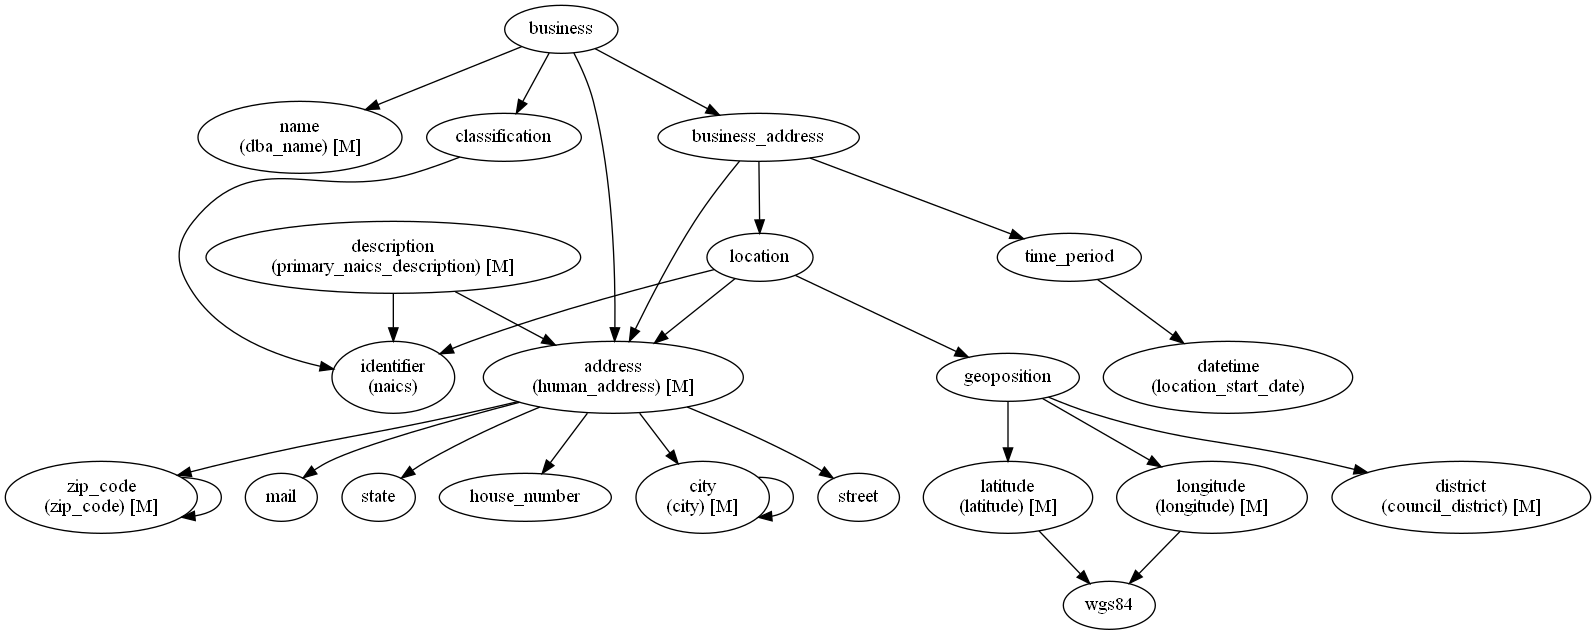 business
name
(dba_name) [M]
classification
business_address
description
(primary_naics_description) [M]
location
time_period
identifier
(naics)
address
(human_address) [M]
geoposition
datetime
(location_start_date)
zip_code
(zip_code) [M]
mail
state
house_number
city
(city) [M]
street
latitude
(latitude) [M]
longitude
(longitude) [M]
district
(council_district) [M]
wgs84